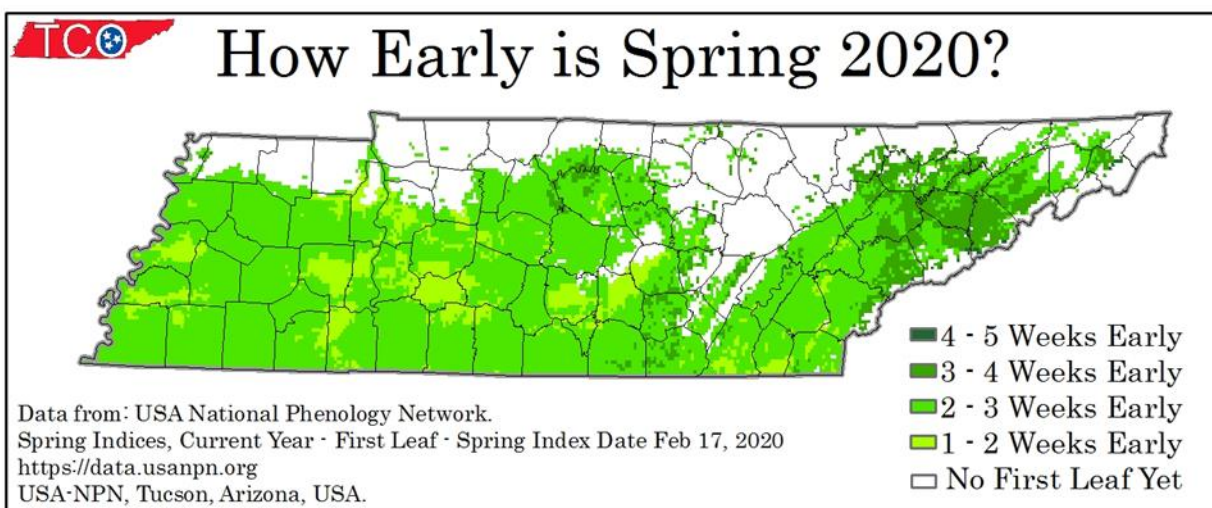 TCO
How Early is Spring 2020?
4 - 5 Weeks Early
3 - 4 Weeks Early
2 - 3 Weeks Early
1 - 2 Weeks Early
No First Leaf Yet
Data from: USA National Phenology Network.
Spring Indices, Current Year - First Leaf - Spring Index Date Feb 17, 2020
https://data.usanpn.org
USA-NPN, Tucson, Arizona, USA.